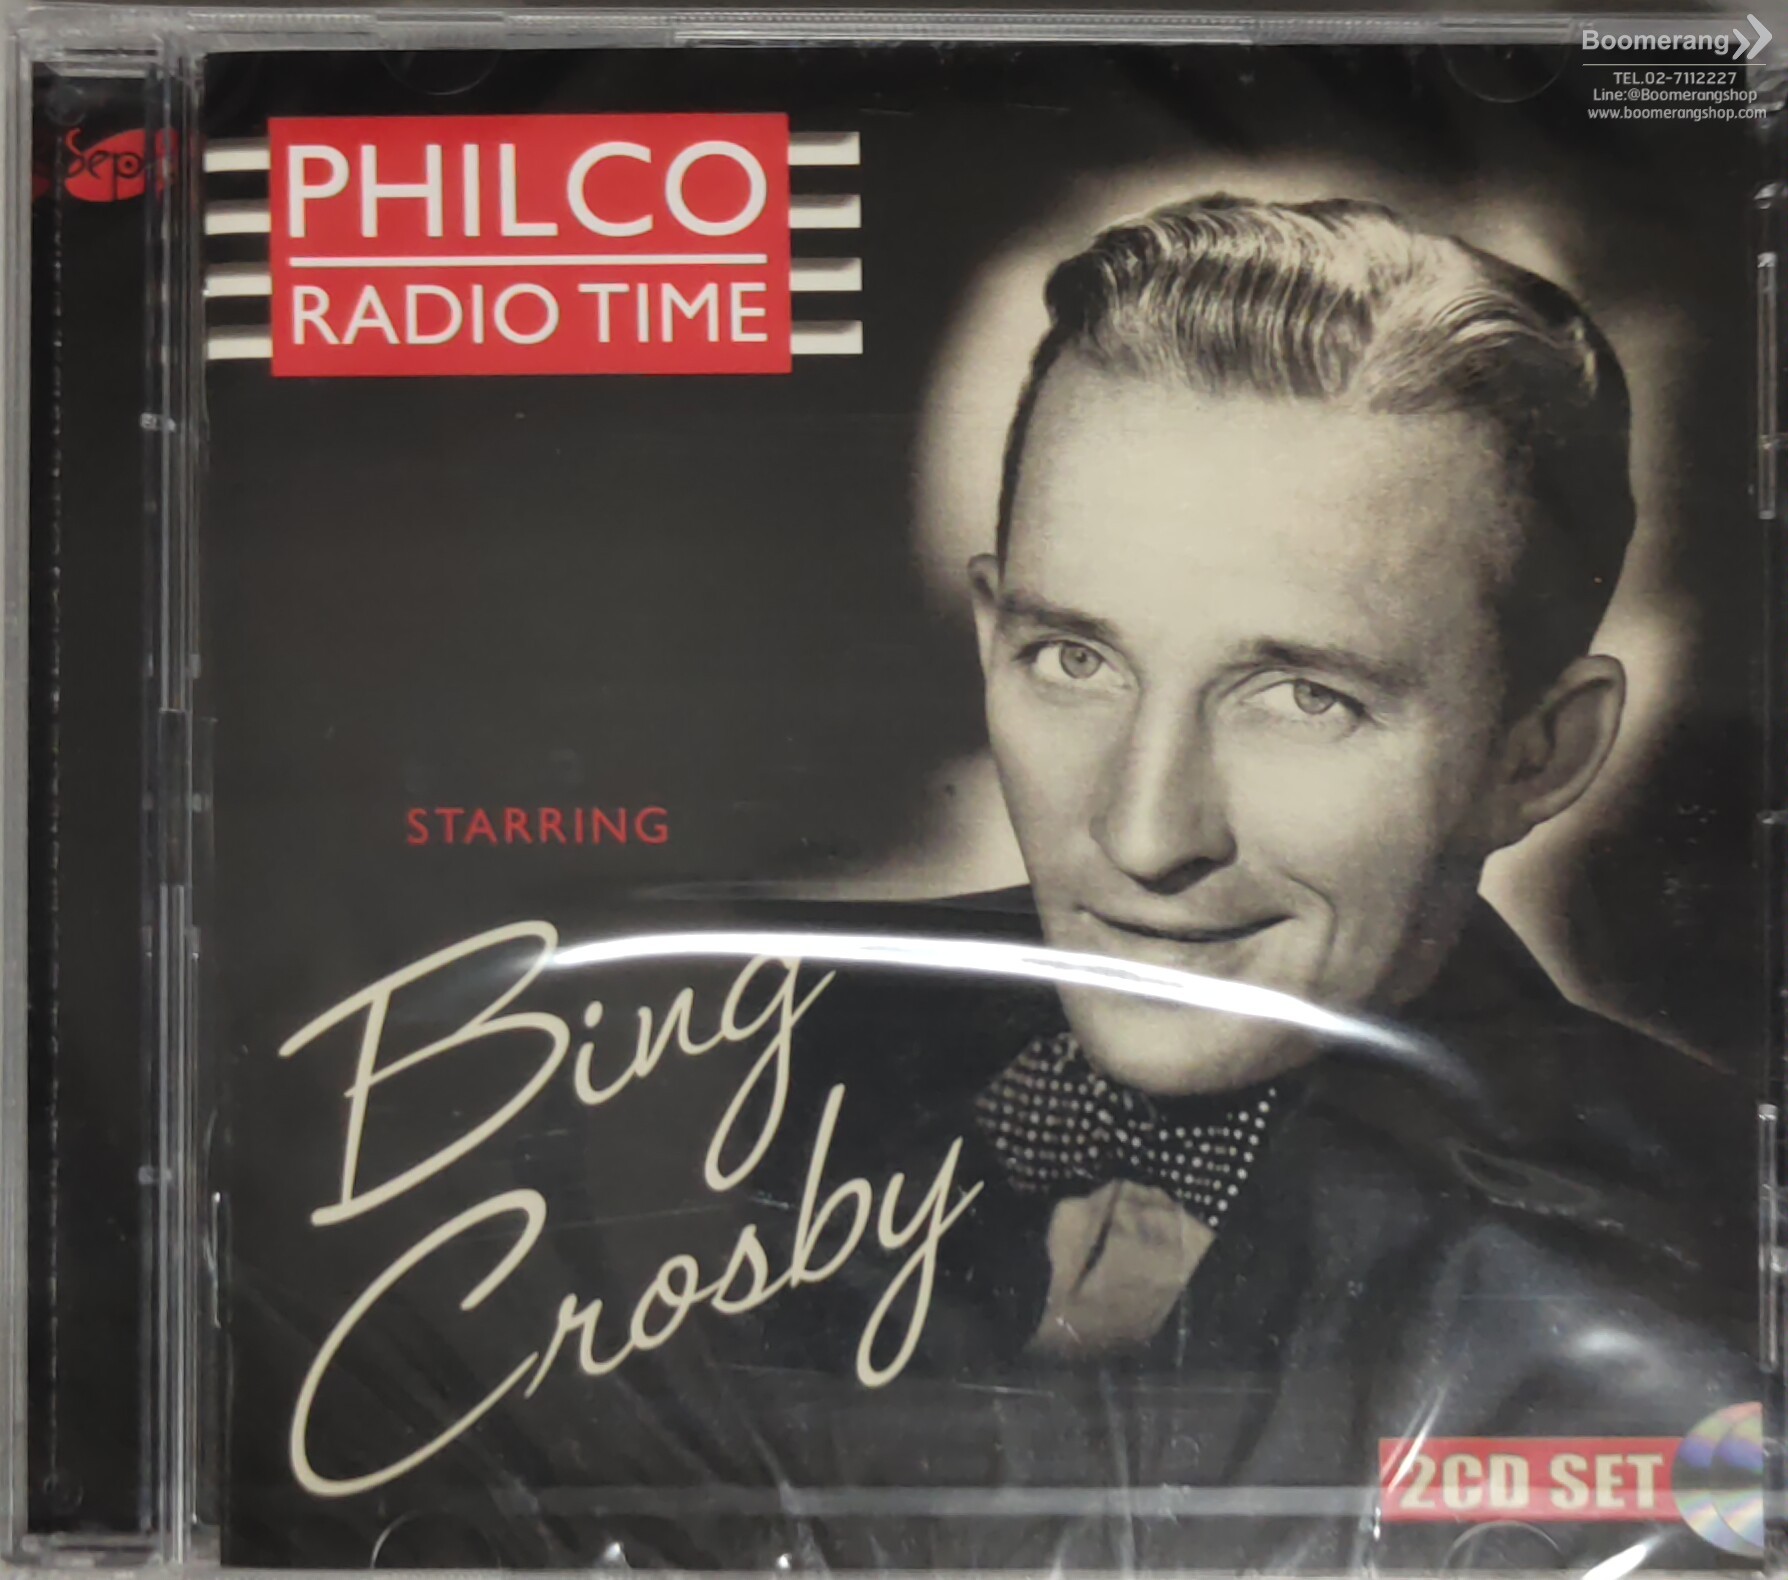 Boomerang
TEL.02-7112227
Line:@Boomerangshop
www.boomerangshop.com
PHILCO
RADIO TIME
STARRING
Bing
Crosby
2CD SET